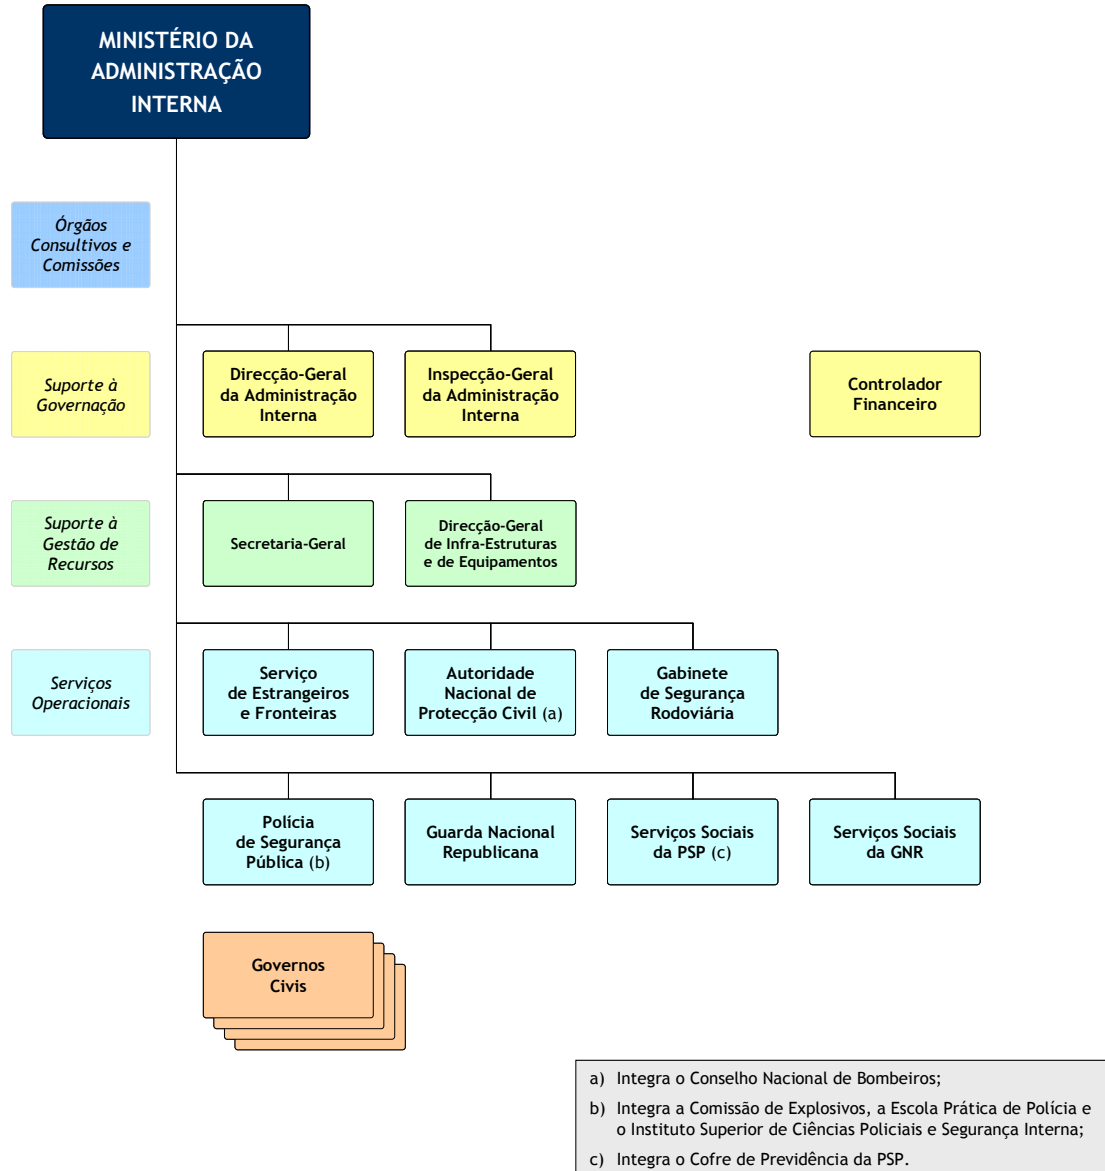 MINISTÉRIO DA
ADMINISTRAÇÃO
INTERNA
Órgãos
Consultivos e
Comissões
Suporte à
Governação
Direcção-Geral
da Administração
Interna
Inspecção-Geral
da Administração
Interna
Controlador
Financeiro
Suporte à
Gestão de
Recursos
Secretaria-Geral
Direcção-Geral
de Infra-Estruturas
e de Equipamentos
Serviços
Operacionais
Serviço
de Estrangeiros
e Fronteiras
Autoridade
Nacional de
Protecção Civil (a)
Gabinete
de Segurança
Rodoviária
Polícia
de Segurança
Pública (b)
Guarda Nacional
Republicana
Serviços Sociais
da PSP (c)
Serviços Sociais
da GNR
Governos
Civis
a) Integra o Conselho Nacional de Bombeiros;
b) Integra a Comissão de Explosivos, a Escola Prática de Polícia e
o Instituto Superior de Ciências Policiais e Segurança Interna;
c) Integra o Cofre de Previdência da PSP.